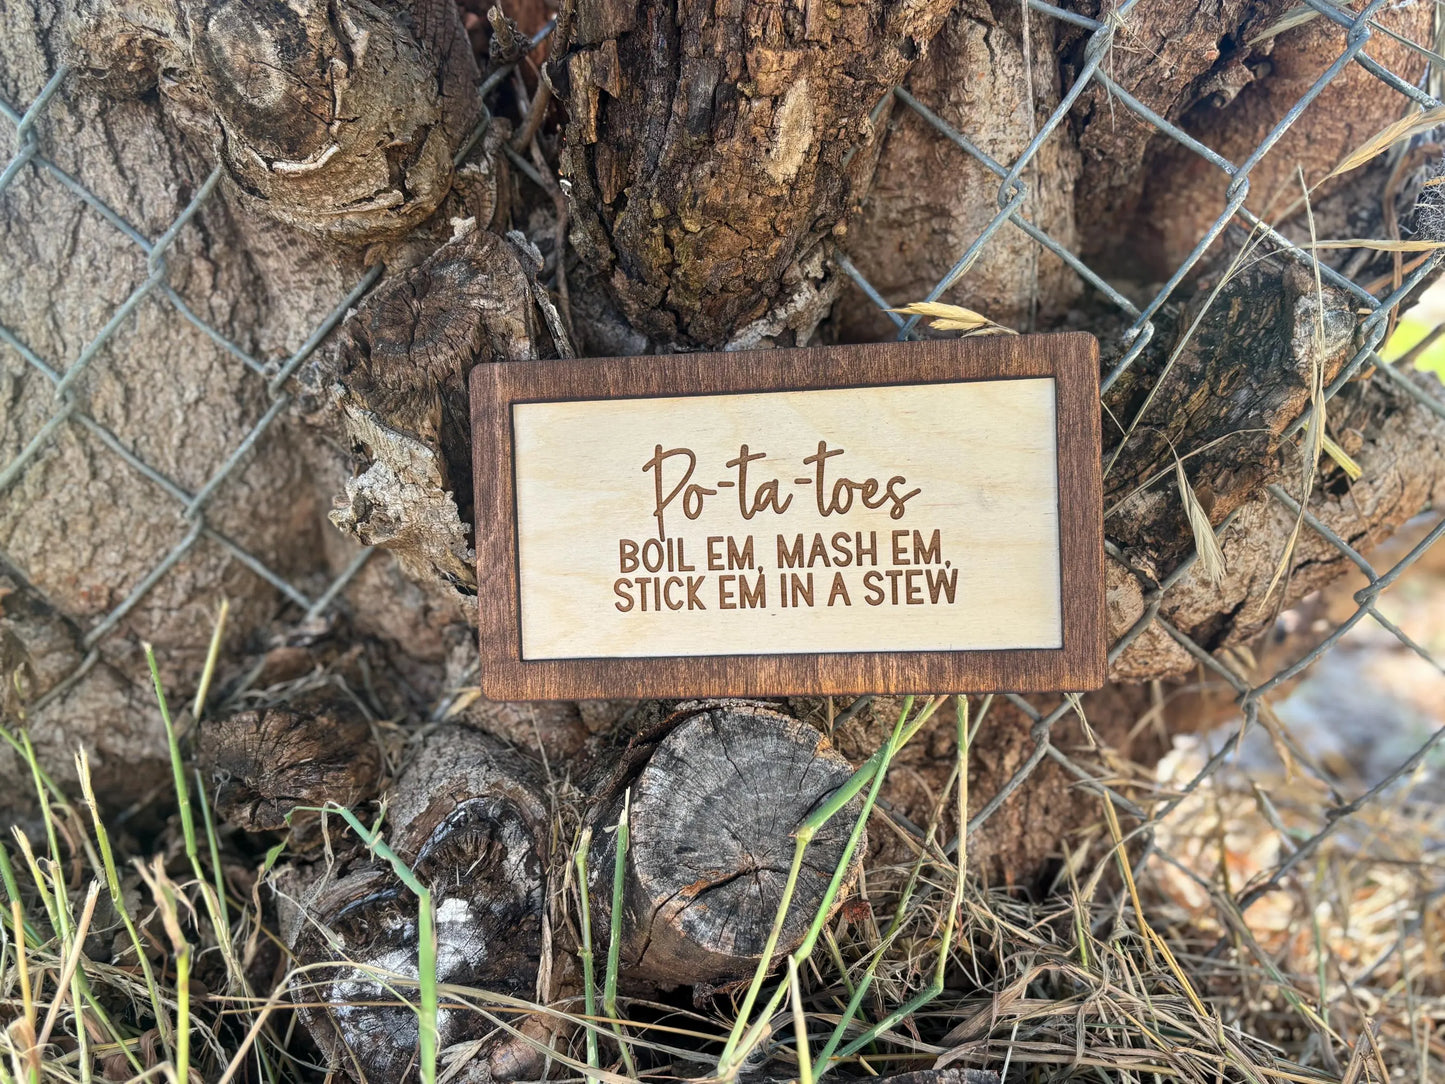 Po-ta-toes
BOIL EM, MASH EM,
STICK EM IN A STEW